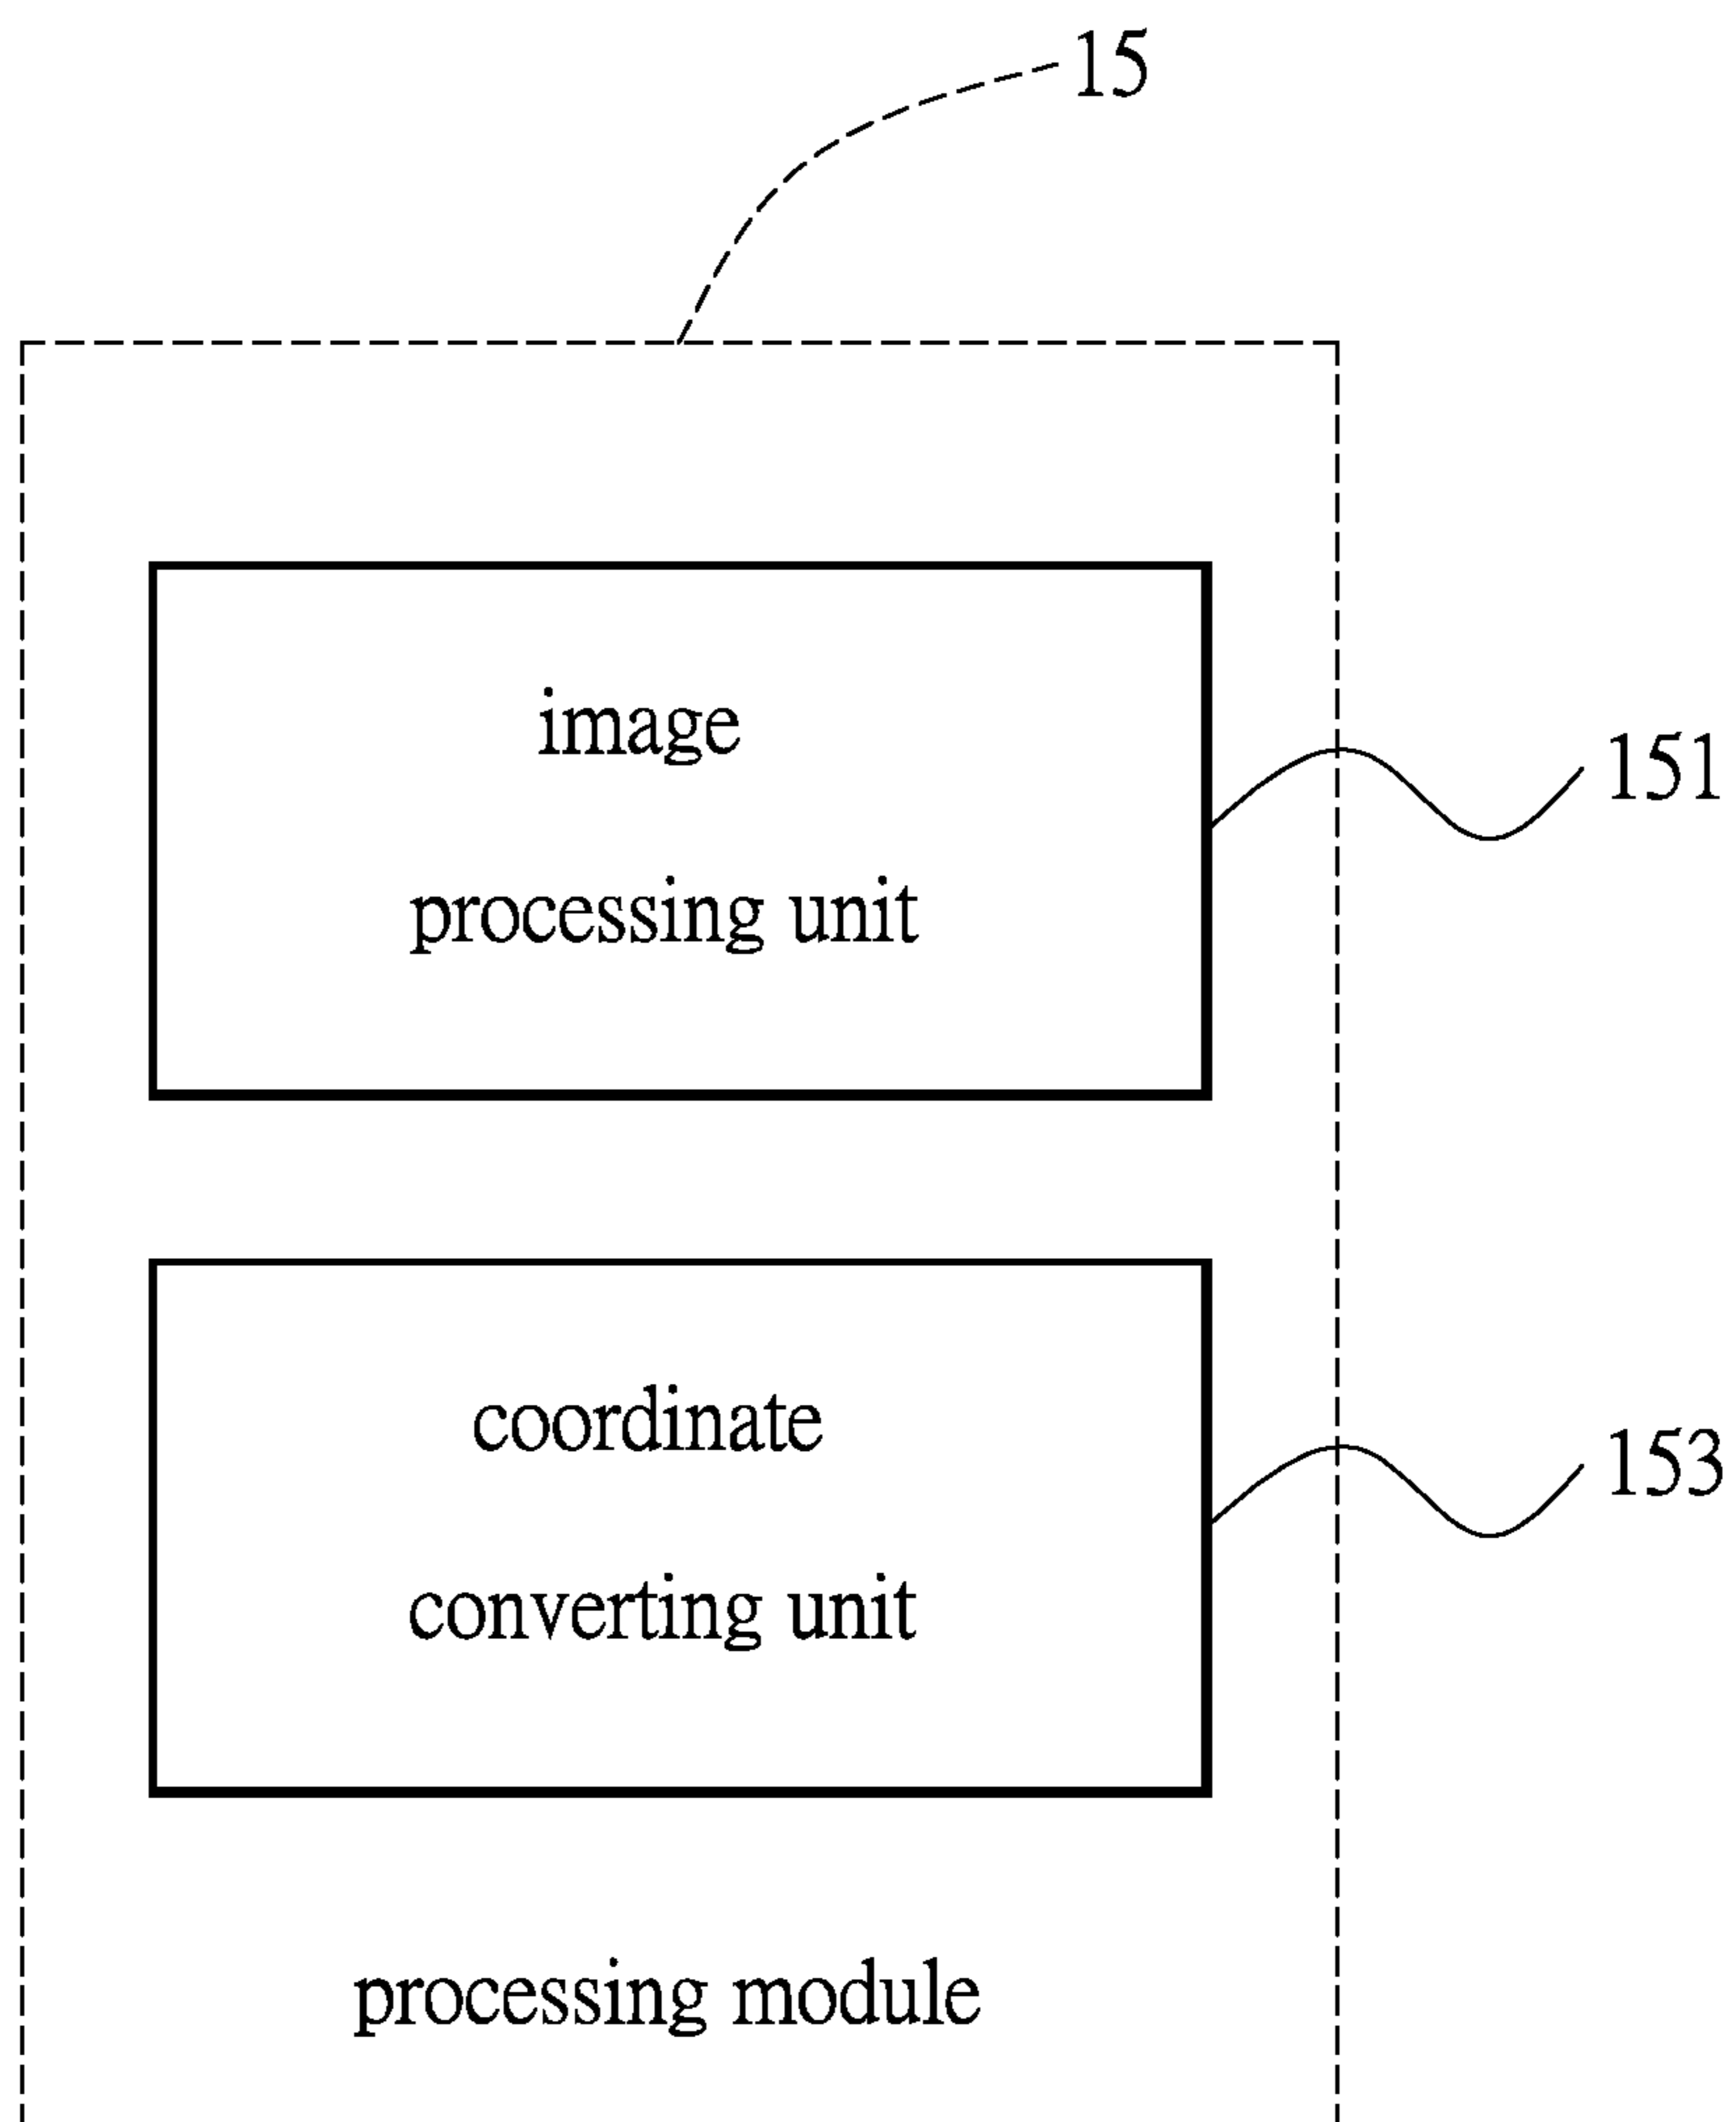 15
image
processing unit
151
coordinate
converting unit
153
processing module